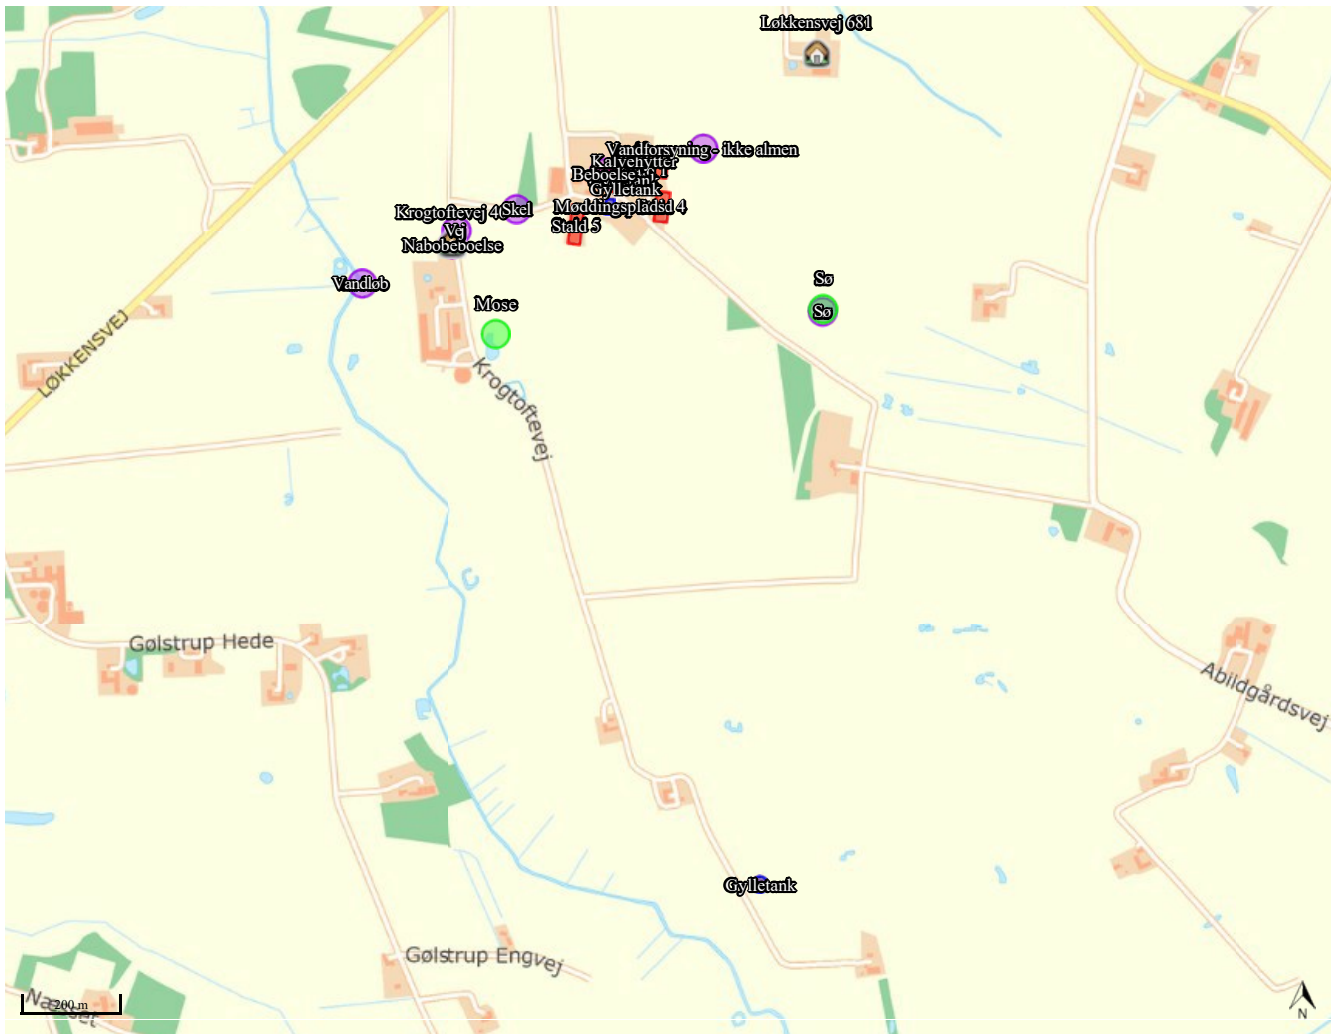 Løkkensvej 681
Vandforsyning - ikke almen
Kalvehytter
Beboelse
Gylletank
Møddingsplads
4
Stald 5
Krogtoftevej
Skel
Vej
Nabobeboelse
Vandløb
Sø
Sø
Mose
LØKKENSVEJ
Krogtoftevej
Gølstrup Hede
Abildgårdsvej
Gylletank
Gølstrup Engvej
Næsset
200 m
N